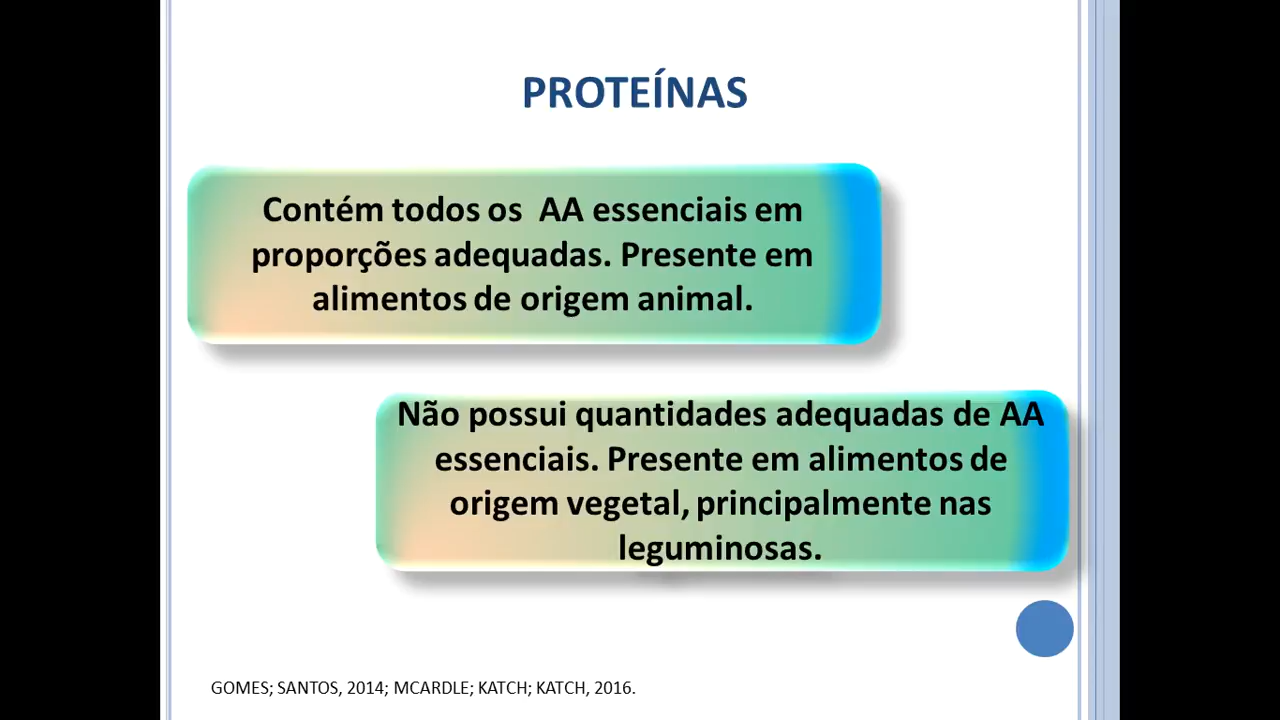 PROTEÍNAS
Contém todos os AA essenciais em
proporções adequadas. Presente em
alimentos de origem animal.
Não possui quantidades adequadas de AA
essenciais. Presente em alimentos de
origem vegetal, principalmente nas
leguminosas.
GOMES; SANTOS, 2014; MCARDLE; KATCH; KATCH, 2016.